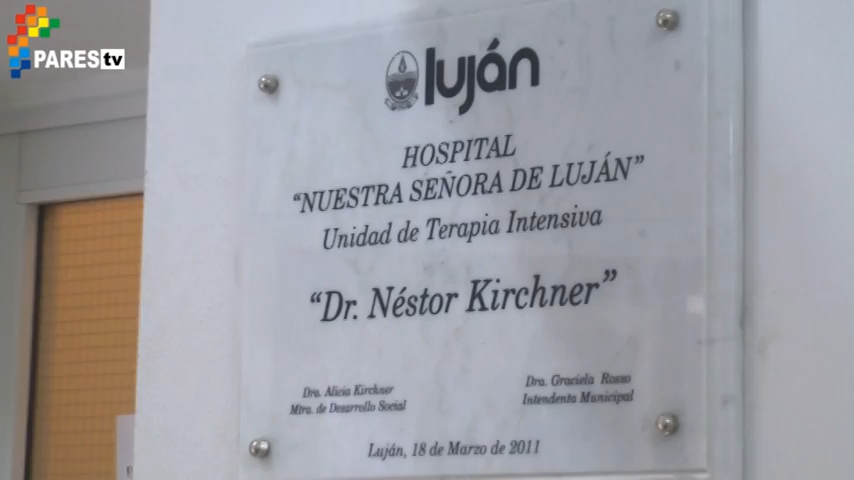 PARES tv
luján
HOSPITAL
“NUESTRA SEÑORA DE LUJÁN”
Unidad de Terapia Intensiva
“Dr. Néstor Kirchner”
Dra. Alicia Kirchner
Mtra. de Desarrollo Social
Dra. Graciela Rosso
Intendenta Municipal
Luján, 18 de Marzo de 2011